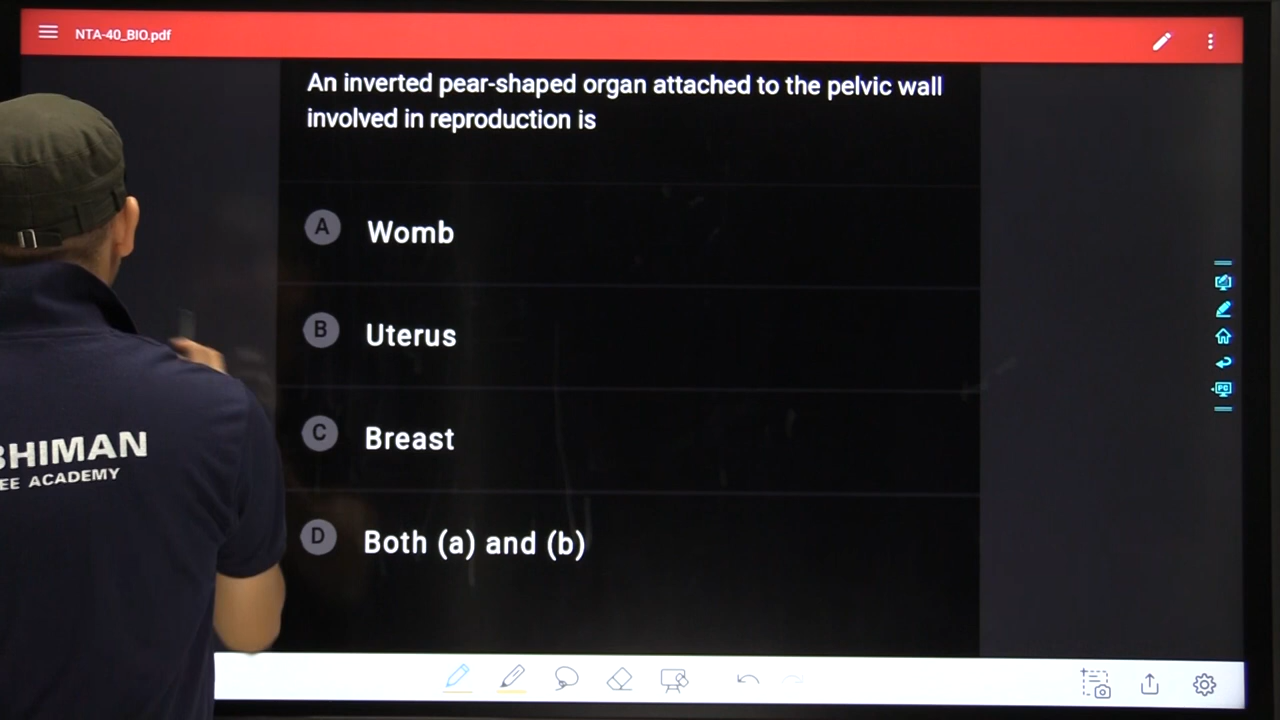 NTA-40_BIO.pdf
An inverted pear-shaped organ attached to the pelvic wall
involved in reproduction is
A Womb
B Uterus
C Breast
D Both (a) and (b)
BHIMAN
EE ACADEMY
PC